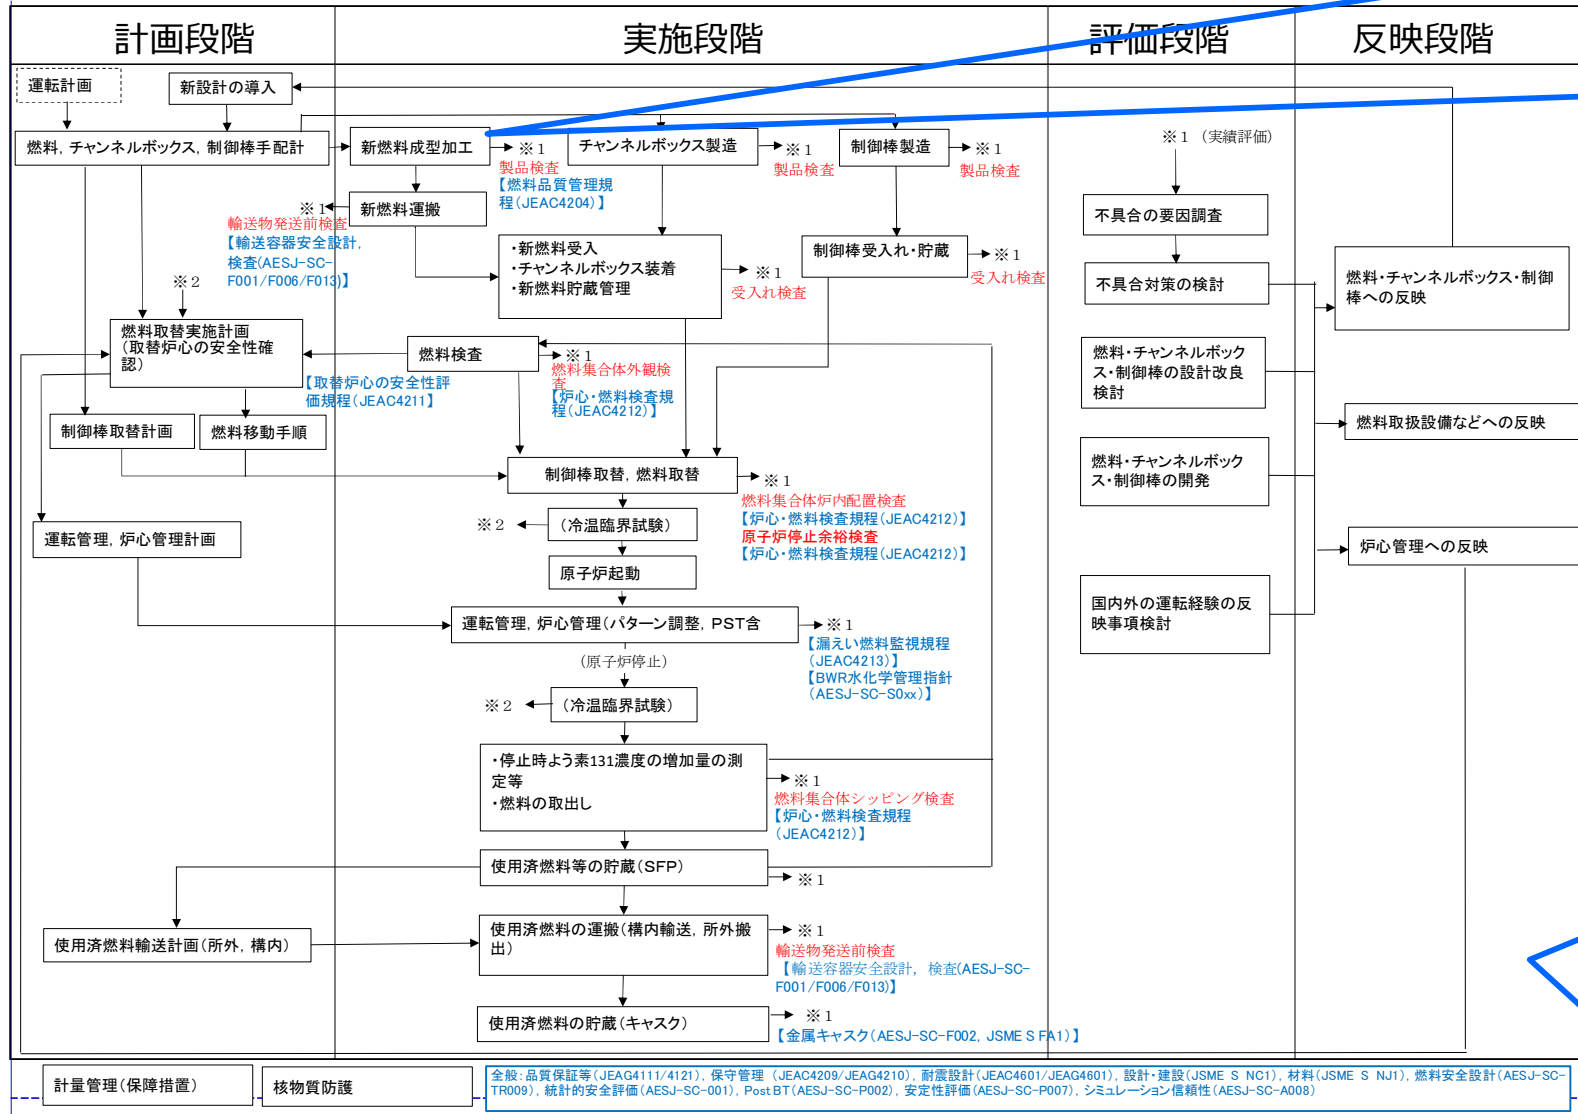 計画段階
実施段階
評価段階
反映段階
運転計画
新設計の導入
燃料，チャンネルボックス，制御棒手配計
新燃料成型加工
※１
製品検査
【燃料品質管理規
程(JEAC4204)】
チャンネルボックス製造
※１
製品検査
制御棒製造
※１
製品検査
※１（実績評価）
新燃料運搬
※１
輸送物発送前検査
【輸送容器安全設計，
検査(AESJ-SC-
F001/F006/F013)】
不具合の要因調査
・新燃料受入
・チャンネルボックス装着
・新燃料貯蔵管理
※１
受入れ検査
制御棒受入れ・貯蔵
※１
受入れ検査
不具合対策の検討
燃料・チャンネルボックス・制御
棒への反映
※２
燃料取替実施計画
(取替炉心の安全性確
認)
【取替炉心の安全性評
価規程(JEAC4211】
燃料検査
※１
燃料集合体外観検
査
【炉心・燃料検査規
程(JEAC4212)】
燃料・チャンネルボック
ス・制御棒の設計改良
検討
制御棒取替計画
燃料移動手順
燃料取扱設備などへの反映
制御棒取替，燃料取替
※１
燃料集合体炉内配置検査
【炉心・燃料検査規程(JEAC4212)】
原子炉停止余裕検査
【炉心・燃料検査規程(JEAC4212)】
燃料・チャンネルボック
ス・制御棒の開発
※２
（冷温臨界試験）
運転管理，炉心管理計画
炉心管理への反映
原子炉起動
国内外の運転経験の反
映事項検討
運転管理，炉心管理(パターン調整，PST含
※１
【漏えい燃料監視規程
(JEAC4213)】
【BWR水化学管理指針
(AESJ-SC-S0xx)】
(原子炉停止)
※２
（冷温臨界試験）
・停止時よう素131濃度の増加量の測
定等
・燃料の取出し
※１
燃料集合体シッピング検査
【炉心・燃料検査規程
(JEAC4212)】
使用済燃料等の貯蔵(SFP)
※１
使用済燃料輸送計画(所外，構内)
使用済燃料の運搬(構内輸送，所外搬
出)
※１
輸送物発送前検査
【輸送容器安全設計，検査(AESJ-SC-
F001/F006/F013)】
使用済燃料の貯蔵(キャスク)
※１
【金属キャスク(AESJ-SC-F002，JSME S FA1)】
計量管理(保障措置)
核物質防護
全般：品質保証等(JEAG4111/4121)，保守管理 (JEAC4209/JEAG4210)，耐震設計(JEAC4601/JEAG4601)，設計・建設(JSME S NC1)，材料(JSME S NJ1)，燃料安全設計(AESJ-SC-
TR009)，統計的安全評価(AESJ-SC-001)，Post BT(AESJ-SC-P002)，安定性評価(AESJ-SC-P007)，シミュレーション信頼性(AESJ-SC-A008)